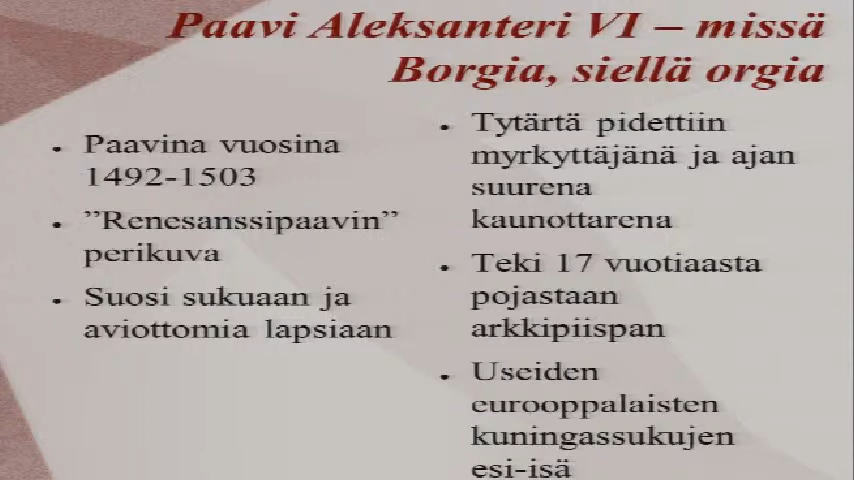 Paavi Aleksanteri VI – missä
Borgia, siellä orgia
• Paavina vuosina
1492-1503
• ”Renesanssipaavin”
perikuva
• Suosi sukuaan ja
aviottomia lapsiaan
• Tytärtä pidettiin
myrkyttäjänä ja ajan
suurena
kaunottarena
• Teki 17 vuotiaasta
pojastaan
arkkipiispan
• Useiden
eurooppalaisten
kuningassukujen
esi-isä